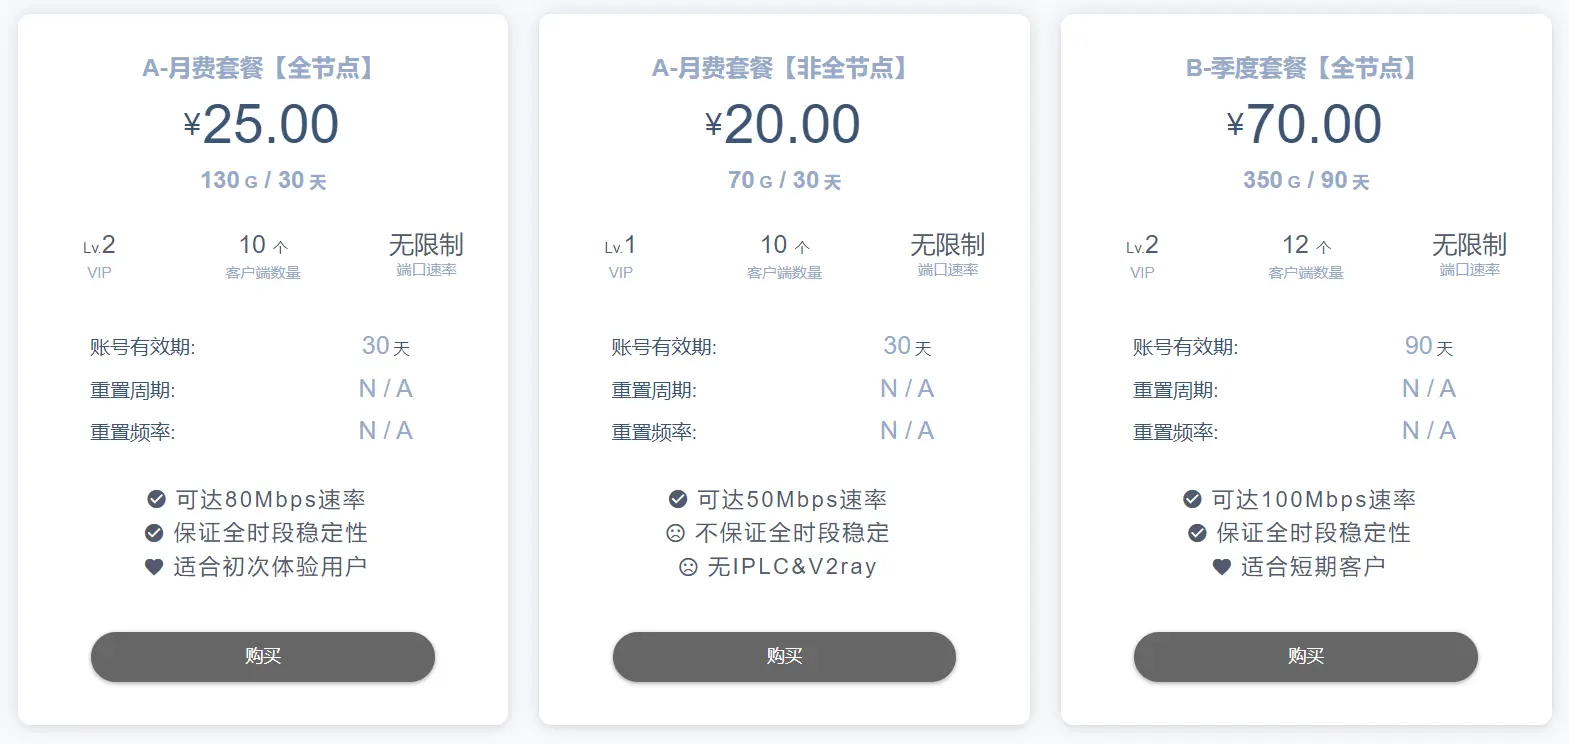 A-月费套餐【全节点】
¥25.00
130 G / 30 天
Lv.2 10 个 无限制
VIP 客户端数量 端口速率
账号有效期: 30 天
重置周期: N / A
重置频率: N / A
可达80Mbps速率
保证全时段稳定性
适合初次体验用户
购买
A-月费套餐【非全节点】
¥20.00
70 G / 30 天
Lv.1 10 个 无限制
VIP 客户端数量 端口速率
账号有效期: 30 天
重置周期: N / A
重置频率: N / A
可达50Mbps速率
不保证全时段稳定
无IPLC&V2ray
购买
B-季度套餐【全节点】
¥70.00
350 G / 90 天
Lv.2 12 个 无限制
VIP 客户端数量 端口速率
账号有效期: 90 天
重置周期: N / A
重置频率: N / A
可达100Mbps速率
保证全时段稳定性
适合短期客户
购买